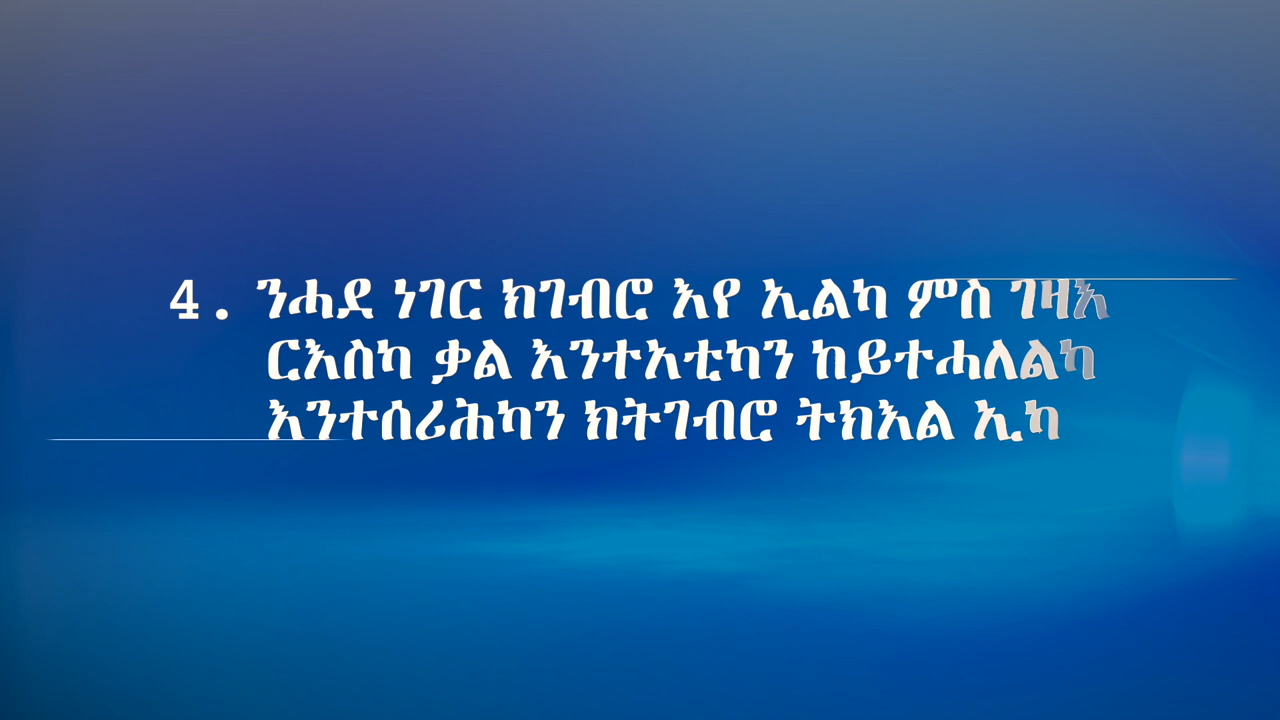 4 . ንሓደ ነገር ክገብሮ እየ ኢልካ ምስ ገዛእ
ርእስካ ቃል እንተአቲካን ከይተሓለልካ
እንተሰሪሕካን ክትገብሮ ትክእል ኢካ